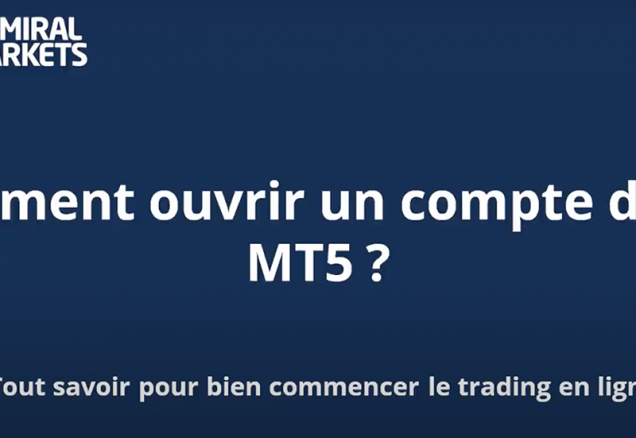 MIRAL
ARKETS
ment ouvrir un compte d
MT5 ?
Tout savoir pour bien commencer le trading en lign